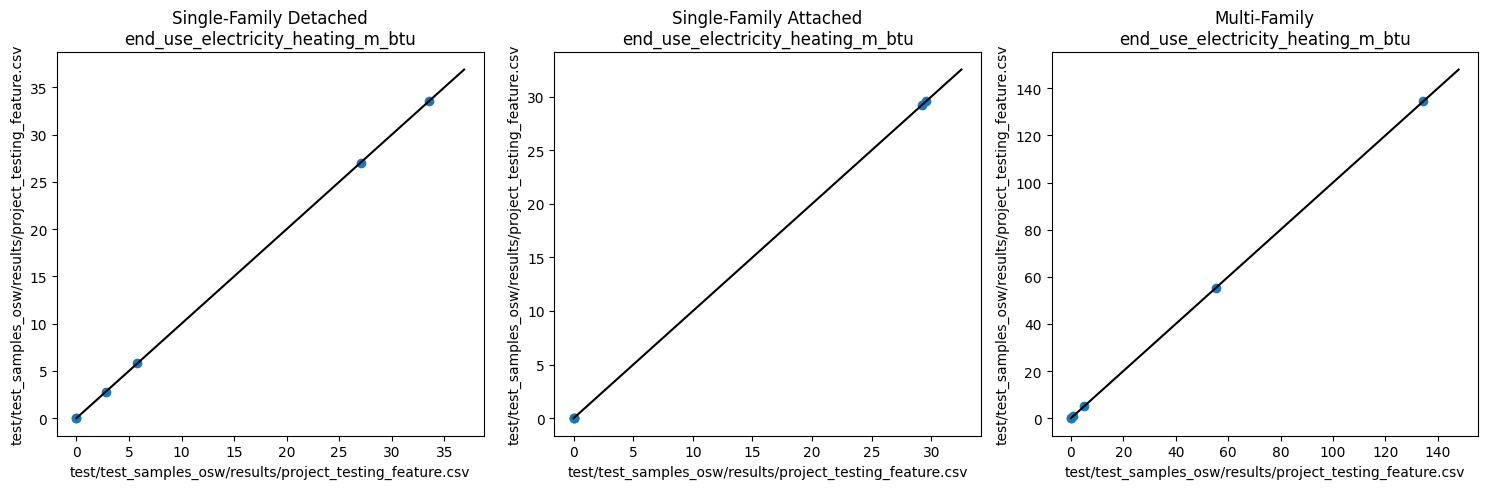 Single-Family Detached
end_use_electricity_heating_m_btu
test/test_samples_osw/results/project_testing_feature.csv
35
30
25
20
15
10
5
0
0 5 10 15 20 25 30 35
test/test_samples_osw/results/project_testing_feature.csv
Single-Family Attached
end_use_electricity_heating_m_btu
test/test_samples_osw/results/project_testing_feature.csv
30
25
20
15
10
5
0
0 5 10 15 20 25 30
test/test_samples_osw/results/project_testing_feature.csv
Multi-Family
end_use_electricity_heating_m_btu
test/test_samples_osw/results/project_testing_feature.csv
140
120
100
80
60
40
20
0
0 20 40 60 80 100 120 140
test/test_samples_osw/results/project_testing_feature.csv